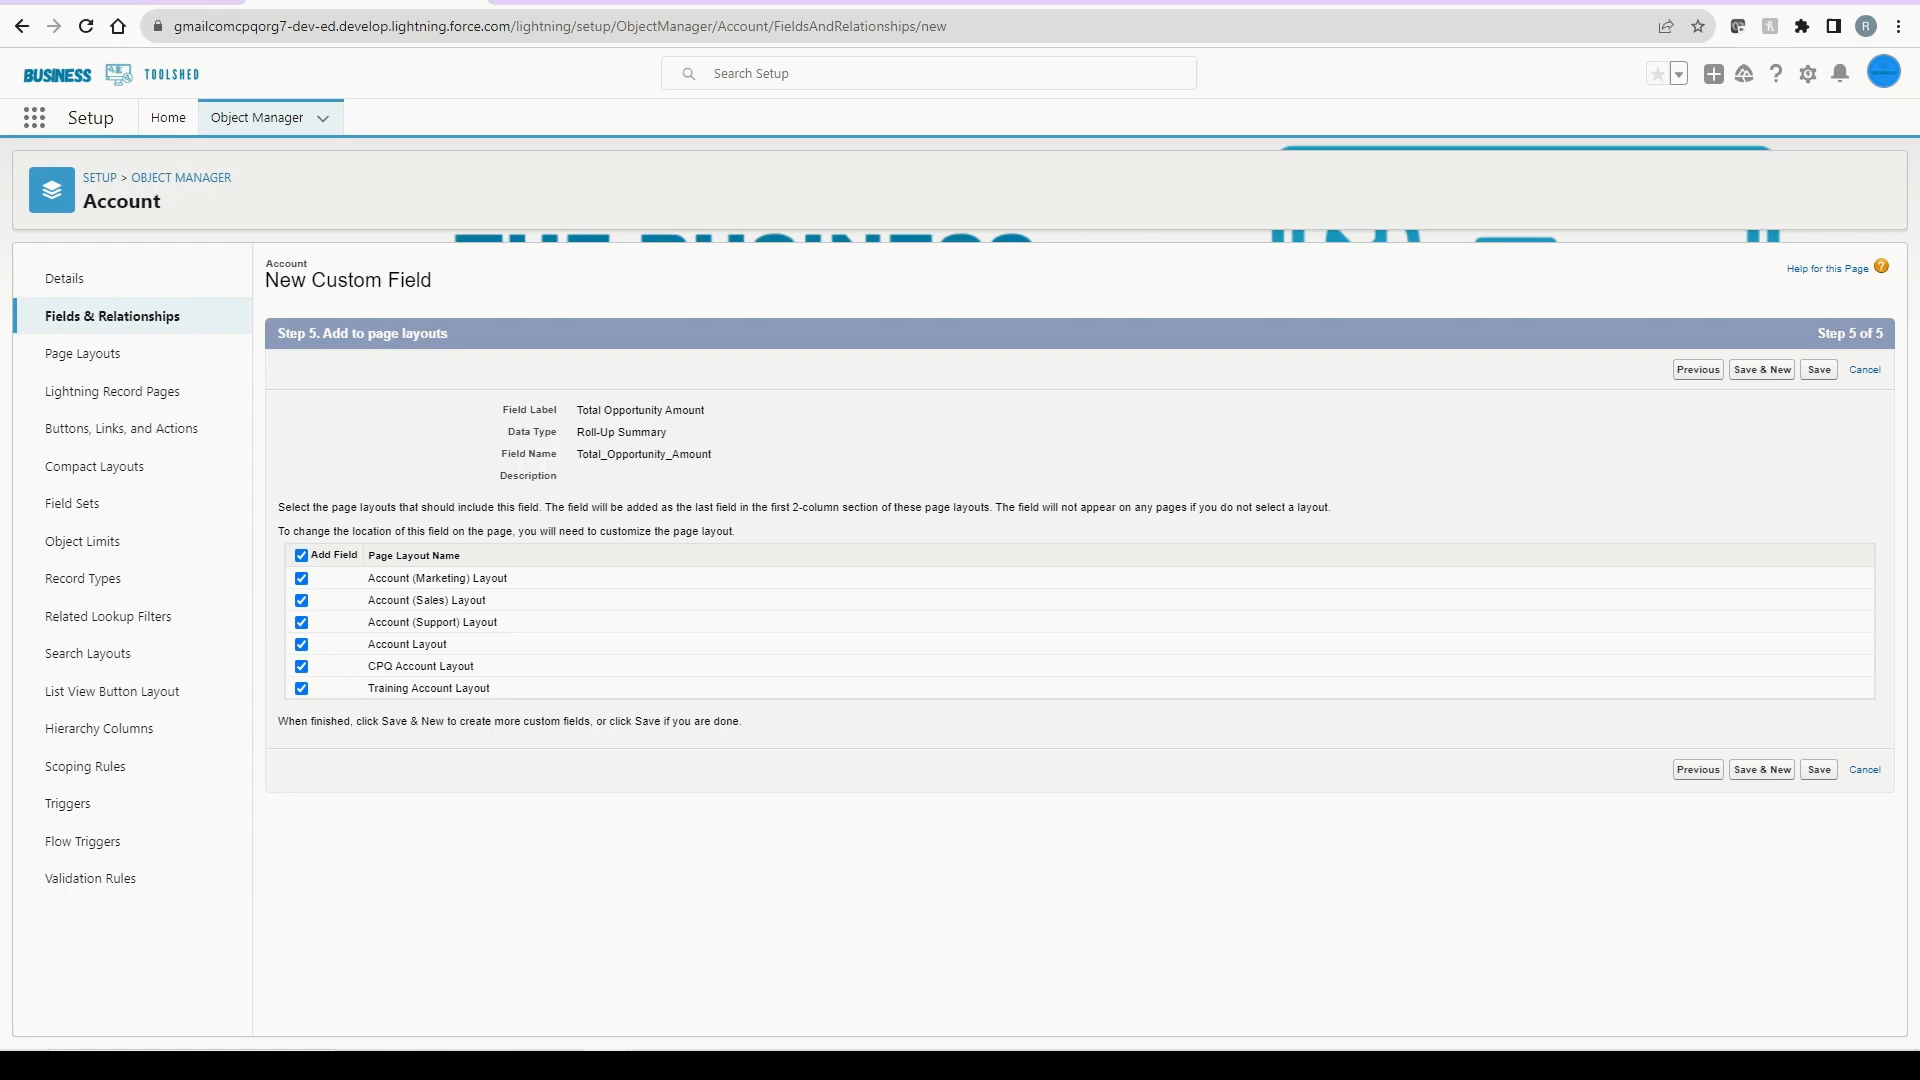 gmailcomcpqorg7-dev-ed.develop.lightning.force.com/lightning/setup/ObjectManager/Account/FieldsAndRelationships/new
R
BUSINESS TOOLSHED
Search Setup
Setup
Home
Object Manager
SETUP > OBJECT MANAGER
Account
THE BUSINESS
Details
Fields & Relationships
Page Layouts
Lightning Record Pages
Buttons, Links, and Actions
Compact Layouts
Field Sets
Object Limits
Record Types
Related Lookup Filters
Search Layouts
List View Button Layout
Hierarchy Columns
Scoping Rules
Triggers
Flow Triggers
Validation Rules
Account
New Custom Field
Help for this Page
Step 5. Add to page layouts
Step 5 of 5
Previous
Save & New
Save
Cancel
Field Label Total Opportunity Amount
Data Type Roll-Up Summary
Field Name Total_Opportunity_Amount
Description
Select the page layouts that should include this field. The field will be added as the last field in the first 2-column section of these page layouts. The field will not appear on any pages if you do not select a layout.
To change the location of this field on the page, you will need to customize the page layout.
Add Field Page Layout Name
Account (Marketing) Layout
Account (Sales) Layout
Account (Support) Layout
Account Layout
CPQ Account Layout
Training Account Layout
When finished, click Save & New to create more custom fields, or click Save if you are done.
Previous
Save & New
Save
Cancel